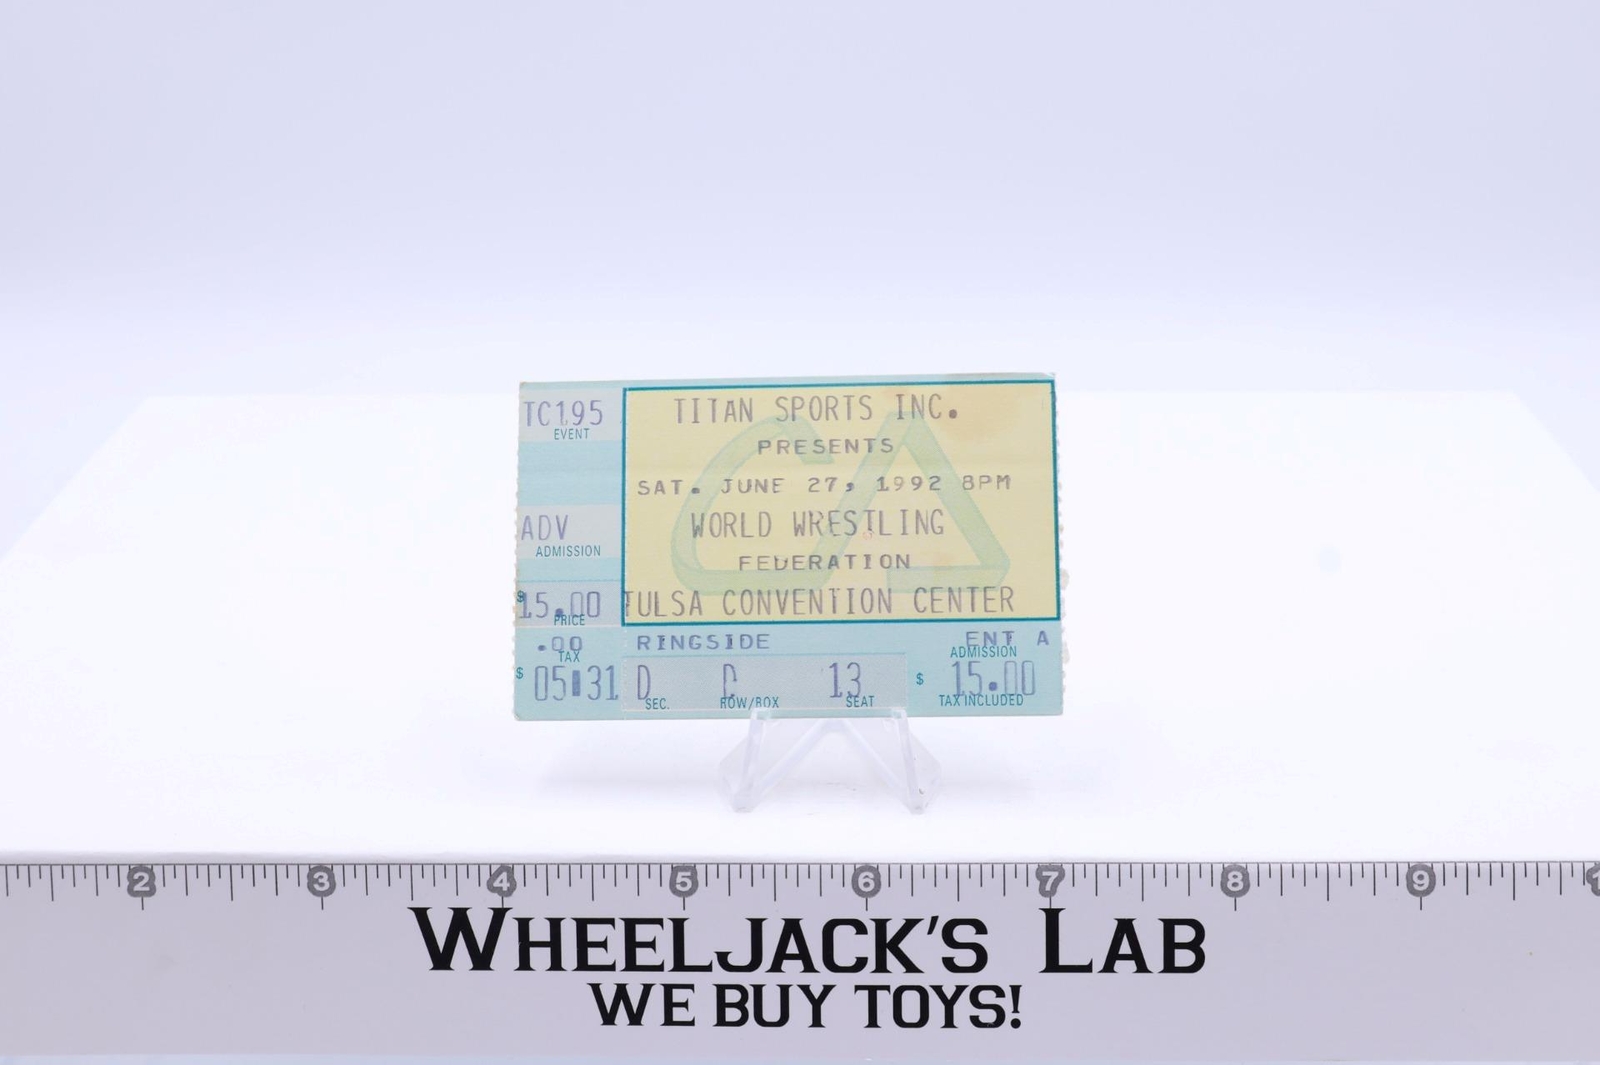 TC195
EVENT
ADV
ADMISSION
$
15.00
PRICE
.00
TAX
$ 05 31
TITAN SPORTS INC.
PRESENTS
SAT. JUNE 27, 1992 8PM
WORLD WRESTLING
FEDERATION
TULSA CONVENTION CENTER
RINGSIDE
ENT A
ADMISSION
D D 13 $ 15.00
SEC. ROW/BOX SEAT TAX INCLUDED
2 3 4 5 6 7 8 9
WHEELJACK'S LAB
WE BUY TOYS!